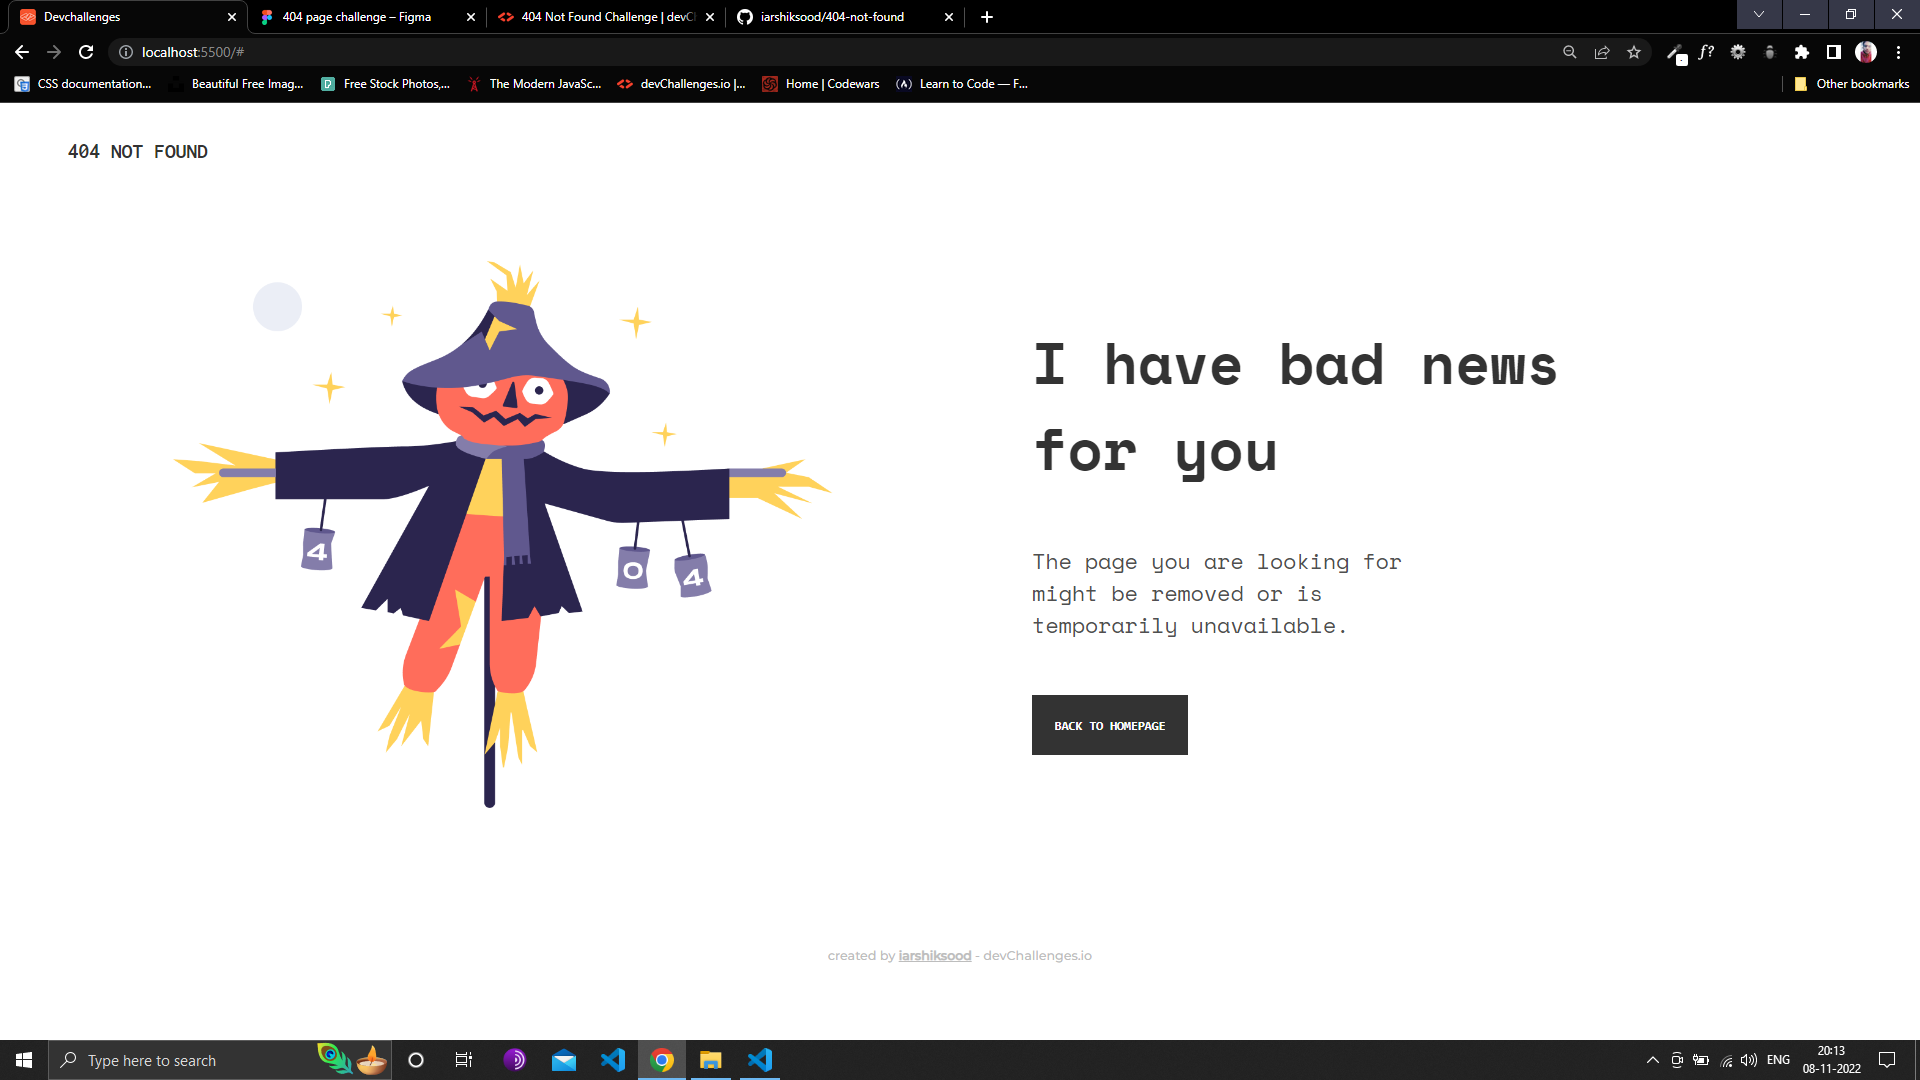 Devchallenges
404 page challenge – Figma
404 Not Found Challenge | devC
iarshiksood/404-not-found
localhost:5500/#
f?
CSS documentation...
Beautiful Free Imag...
Free Stock Photos,...
The Modern JavaSc...
devChallenges.io |...
Home | Codewars
Learn to Code — F...
Other bookmarks
404 NOT FOUND
4
0
4
I have bad news
for you
The page you are looking for
might be removed or is
temporarily unavailable.
BACK TO HOMEPAGE
created by iarshiksood - devChallenges.io
Type here to search
ENG
20:13
08-11-2022